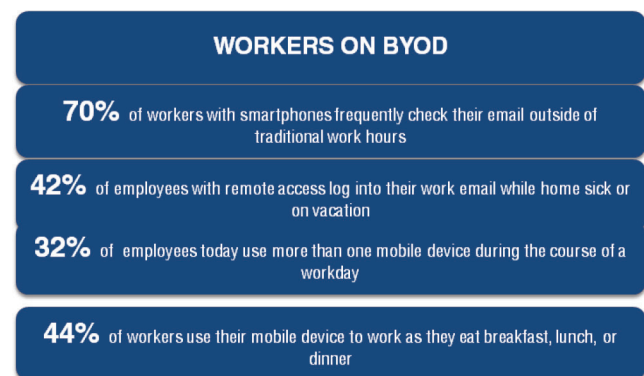 WORKERS ON BYOD
70% of workers with smartphones frequently check their email outside of
traditional work hours
42% of employees with remote access log into their work email while home sick or
on vacation
32% of employees today use more than one mobile device during the course of a
workday
44% of workers use their mobile device to work as they eat breakfast, lunch, or
dinner